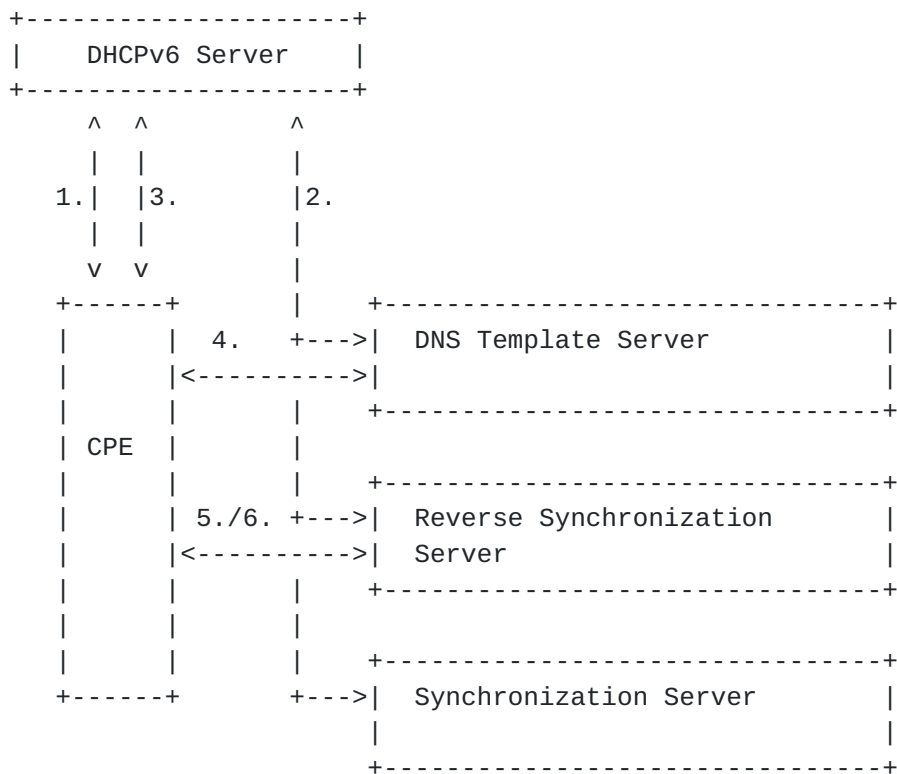 DHCPv6 Server
1. 3. 2.
4. DNS Template Server
CPE
5./6. Reverse Synchronization
Server
Synchronization Server